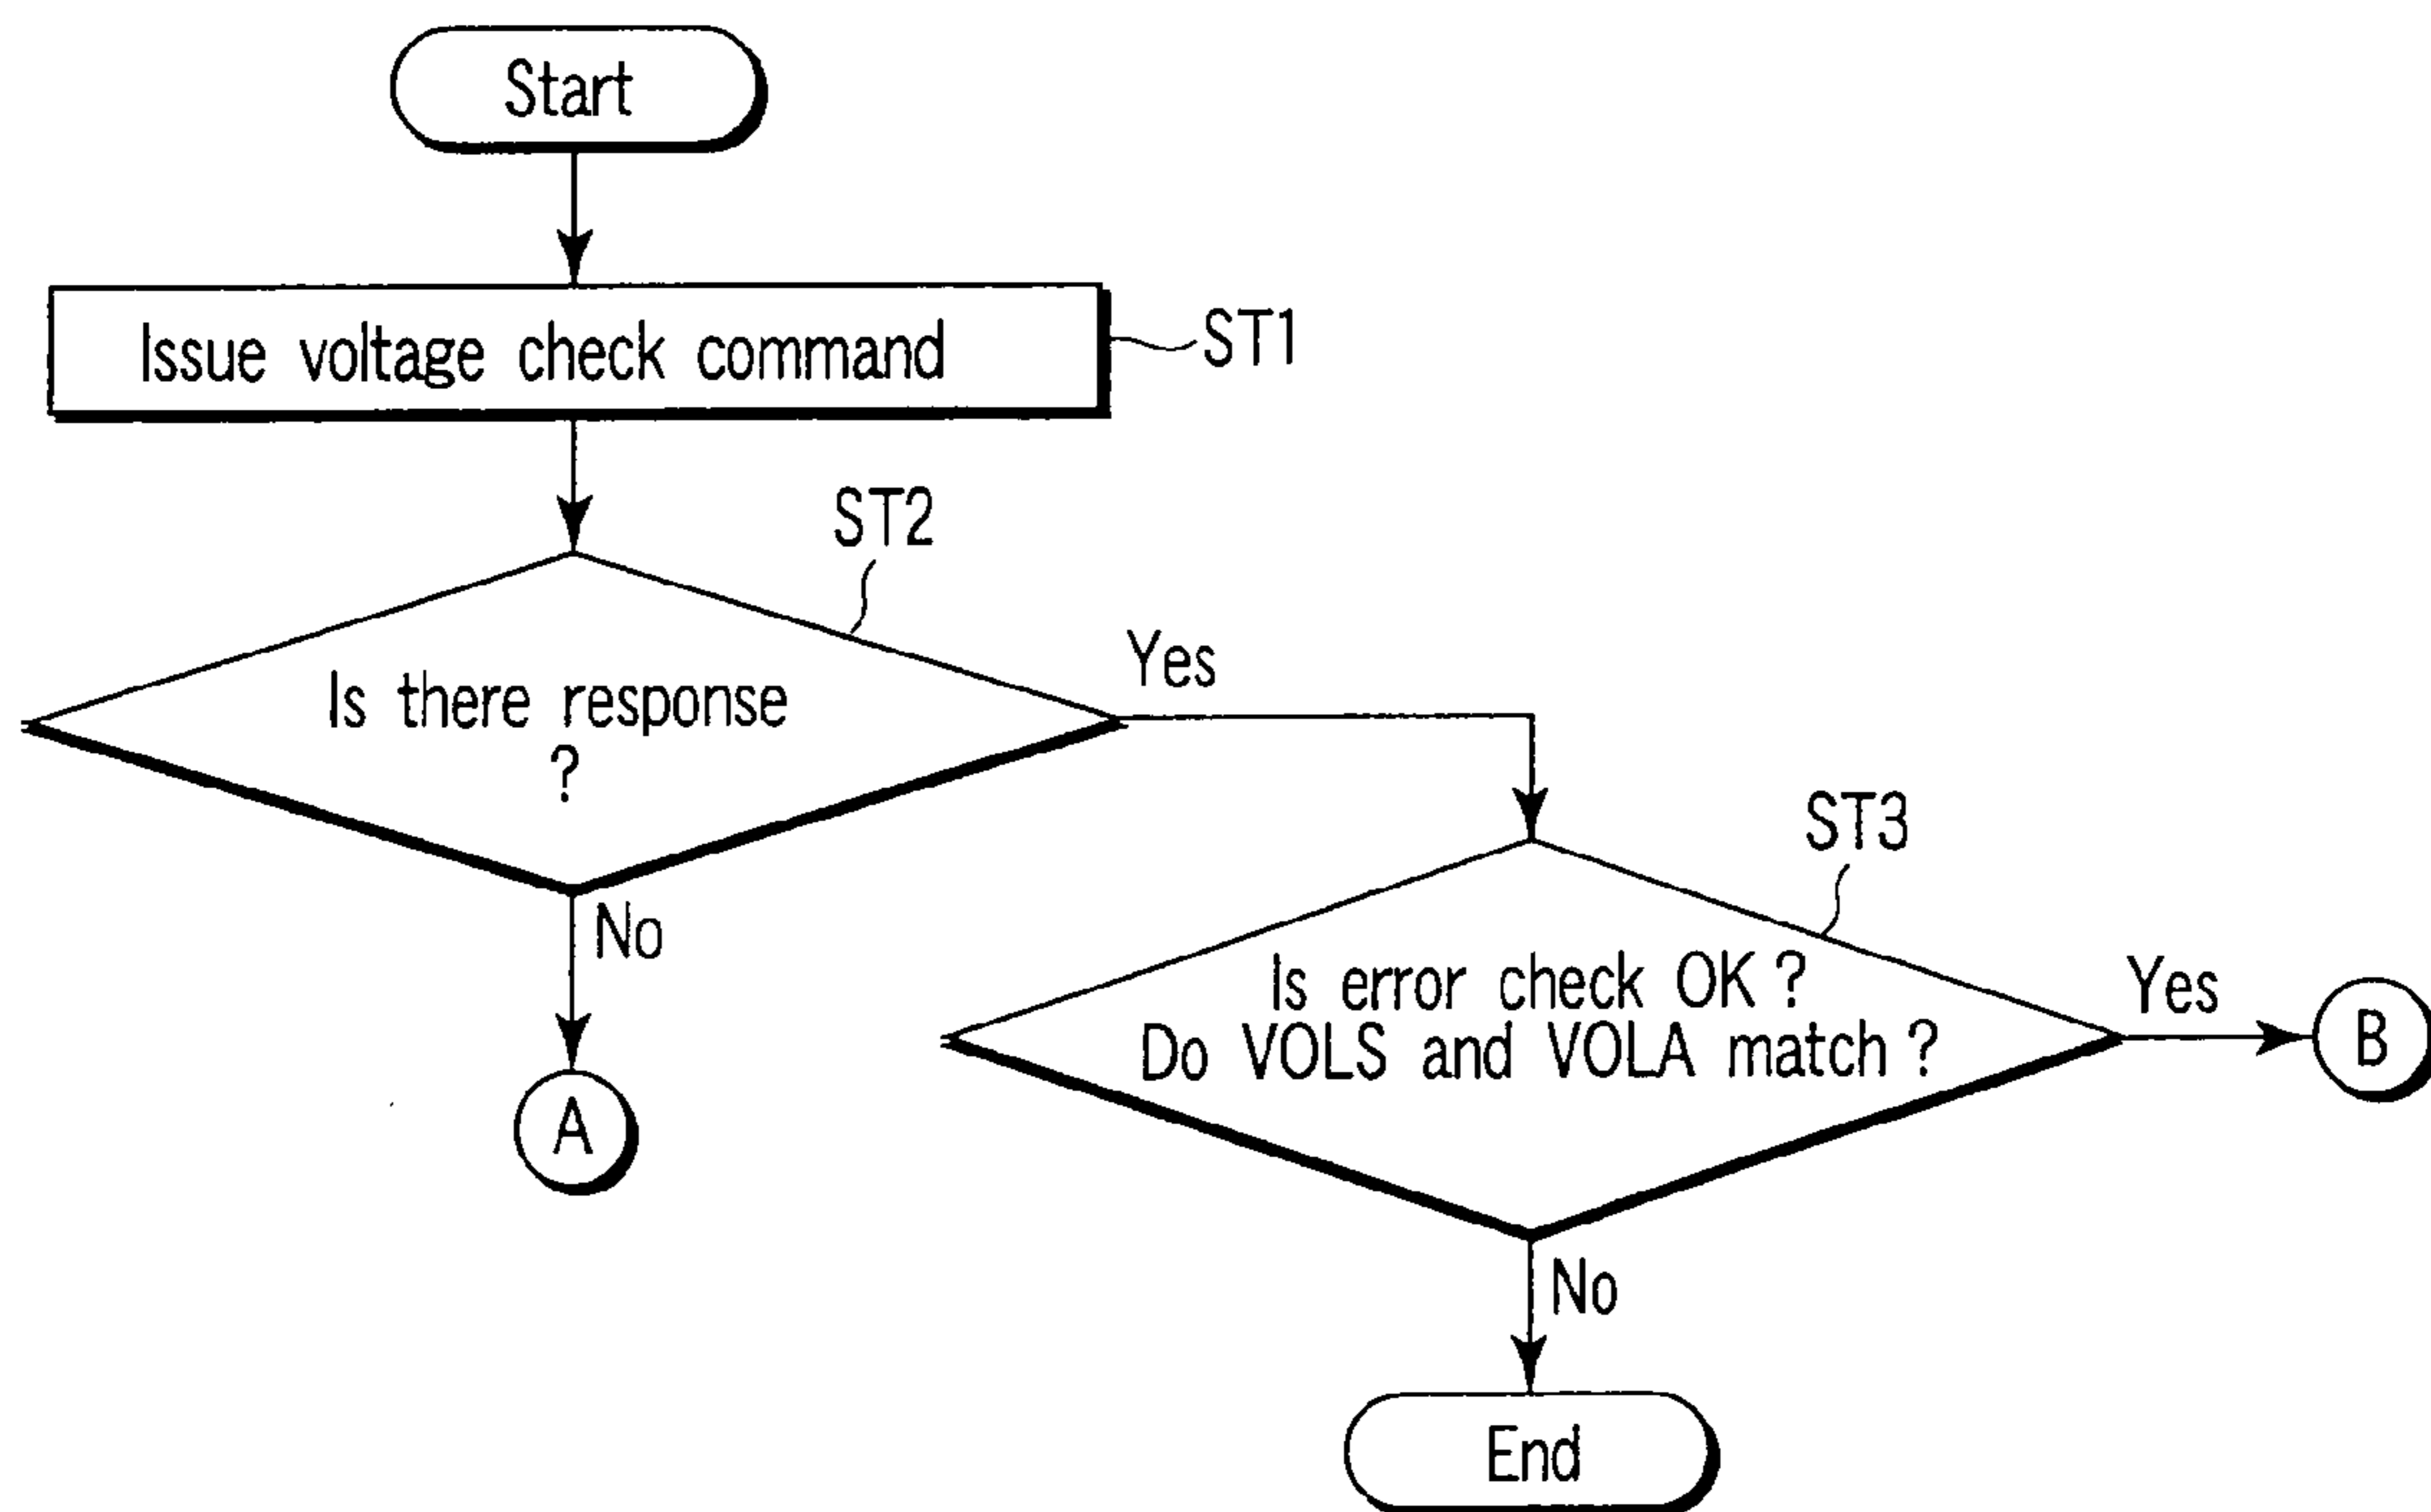 Start
Issue voltage check command
ST1
ST2
Is there response
?
Yes
No
A
ST3
Is error check OK ?
Do VOLS and VOLA match ?
Yes
B
No
End